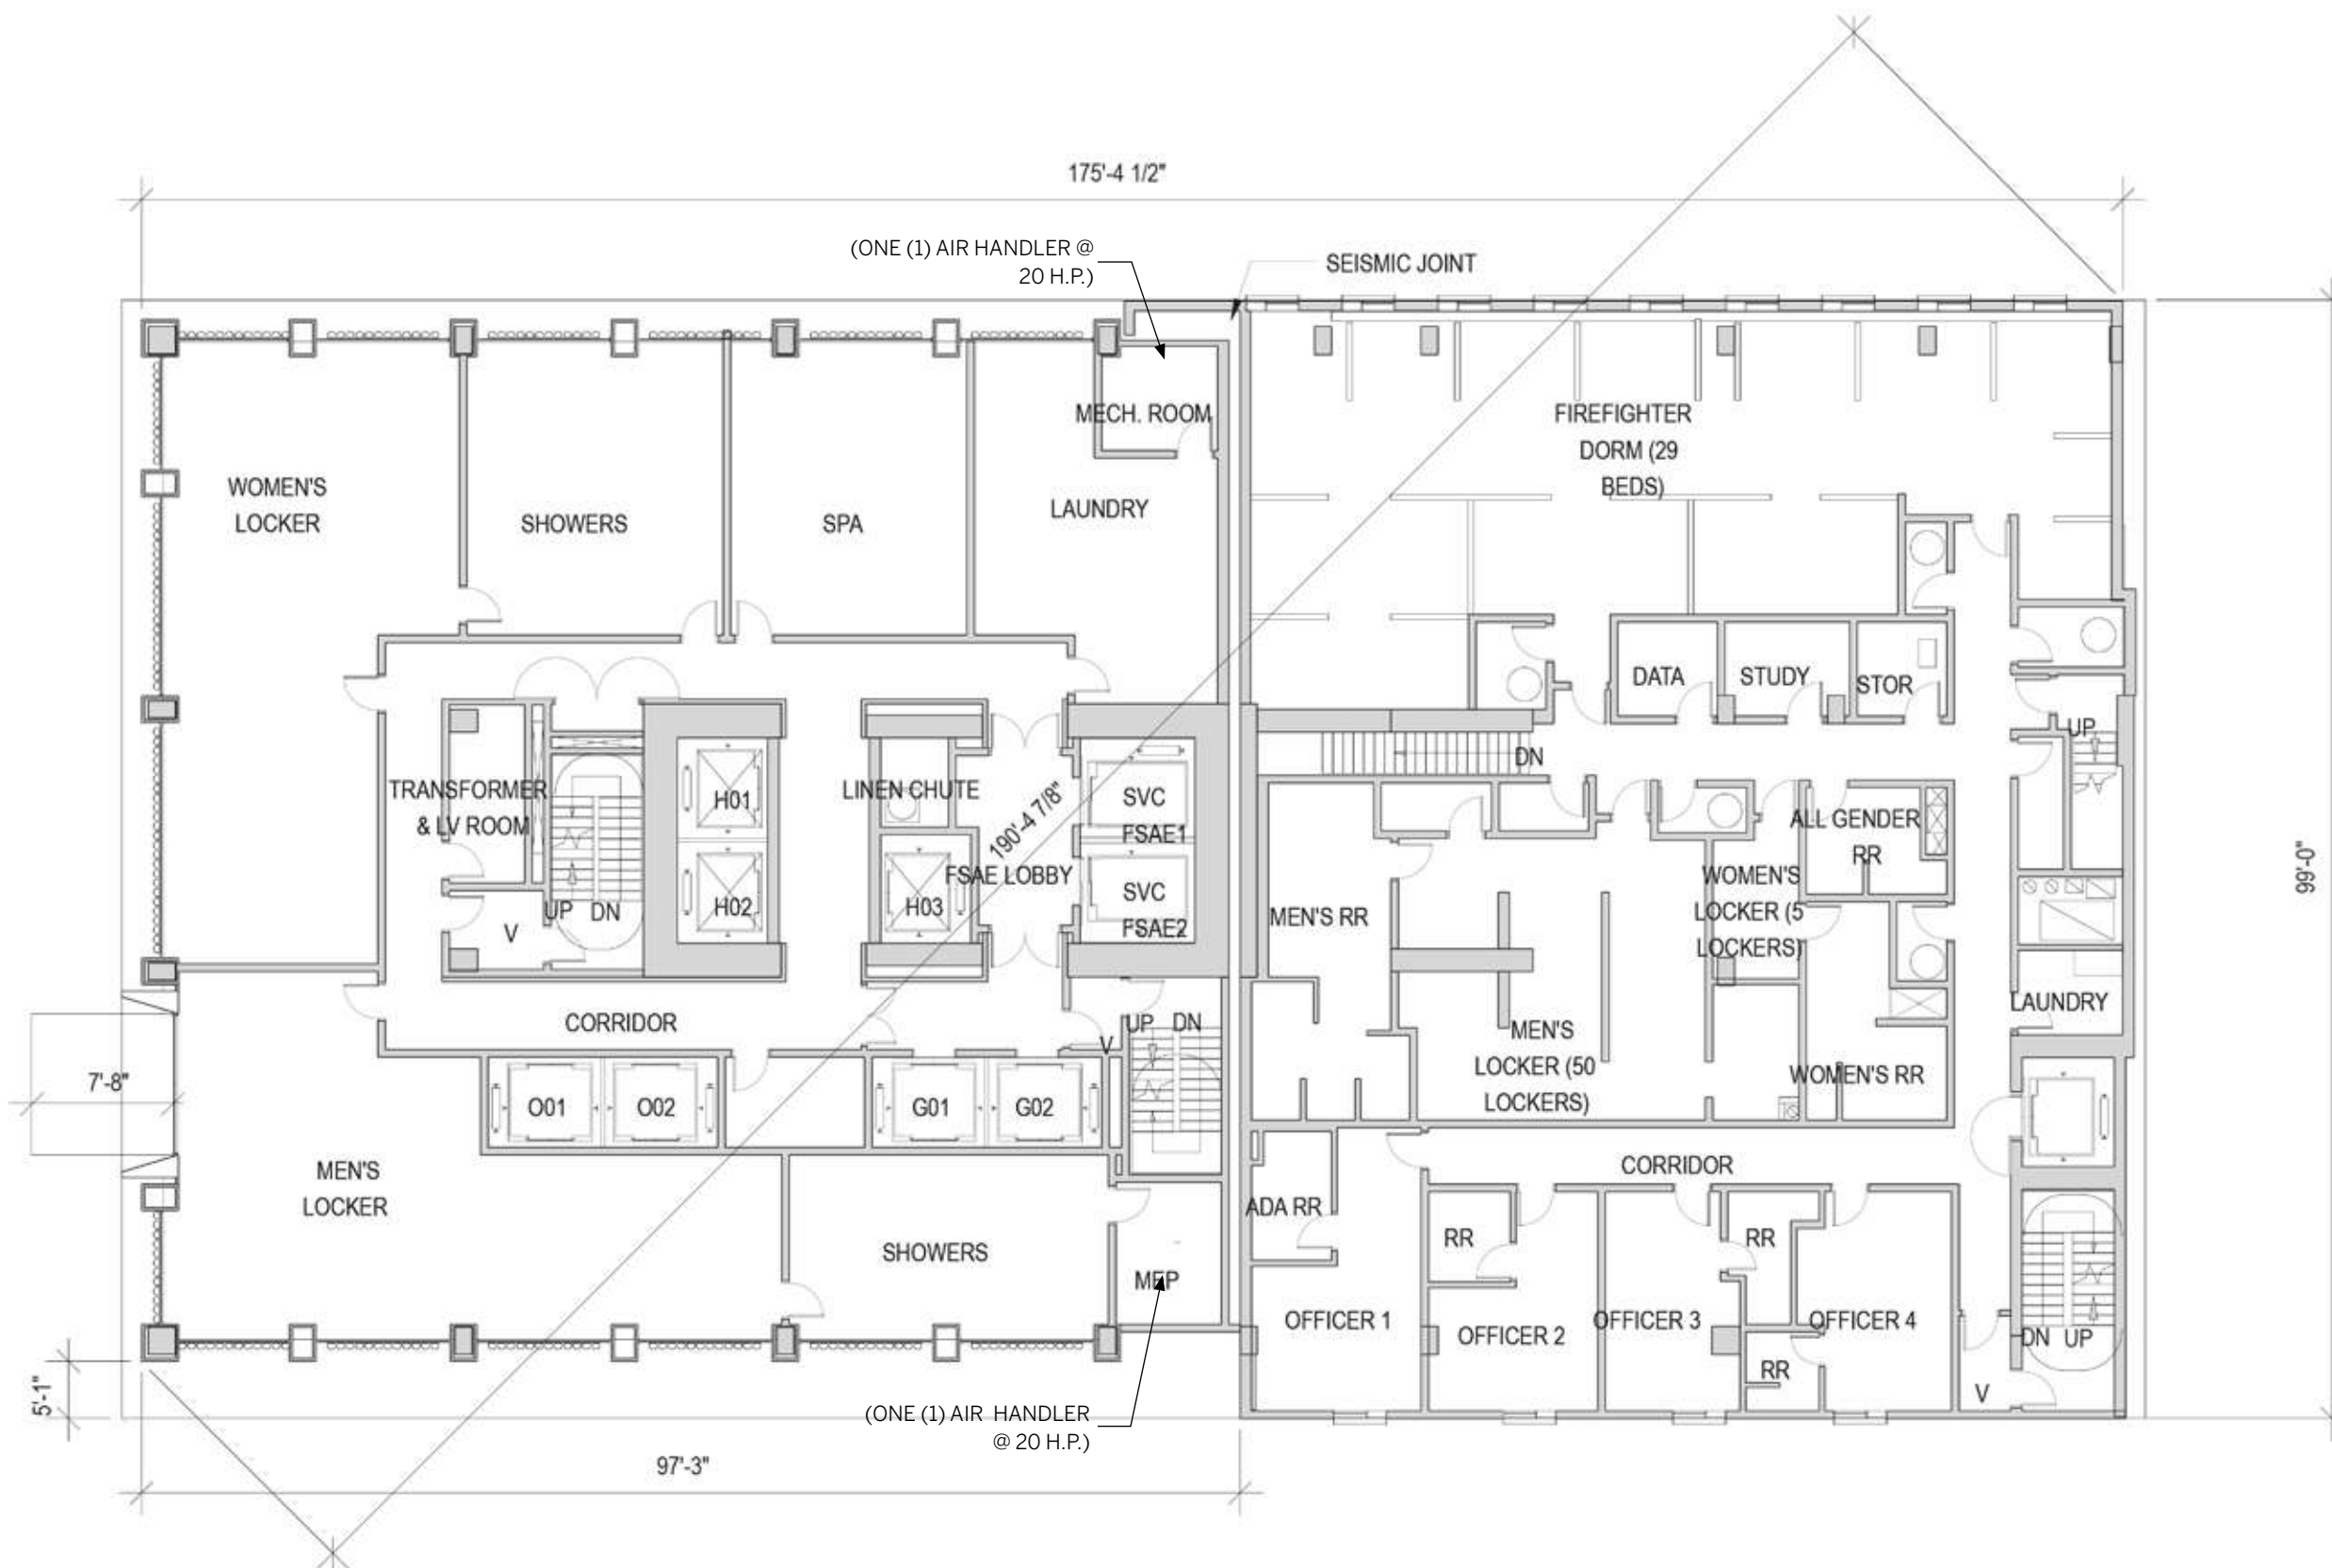 175'-4 1/2"
(ONE (1) AIR HANDLER @
20 H.P.)
SEISMIC JOINT
MECH. ROOM
FIREFIGHTER
DORM (29
BEDS)
WOMEN'S
LOCKER
SHOWERS
SPA
LAUNDRY
DATA
STUDY
STOR
UP
DN
TRANSFORMER
& LV ROOM
H01
LINEN CHUTE
190'-4 7/8"
SVC
FSAE1
ALL GENDER
RR
99'-0"
FSAE LOBBY
SVC
FSAE2
H02
H03
UP DN
V
MEN'S RR
WOMEN'S
LOCKER (5
LOCKERS)
LAUNDRY
CORRIDOR
UP DN
V
MEN'S
LOCKER (50
LOCKERS)
WOMEN'S RR
7'-8"
O01
O02
G01
G02
MEN'S
LOCKER
CORRIDOR
ADA RR
RR
RR
SHOWERS
MEP
OFFICER 1
OFFICER 2
OFFICER 3
OFFICER 4
DN UP
RR
V
5'-1"
(ONE (1) AIR HANDLER
@ 20 H.P.)
97'-3"